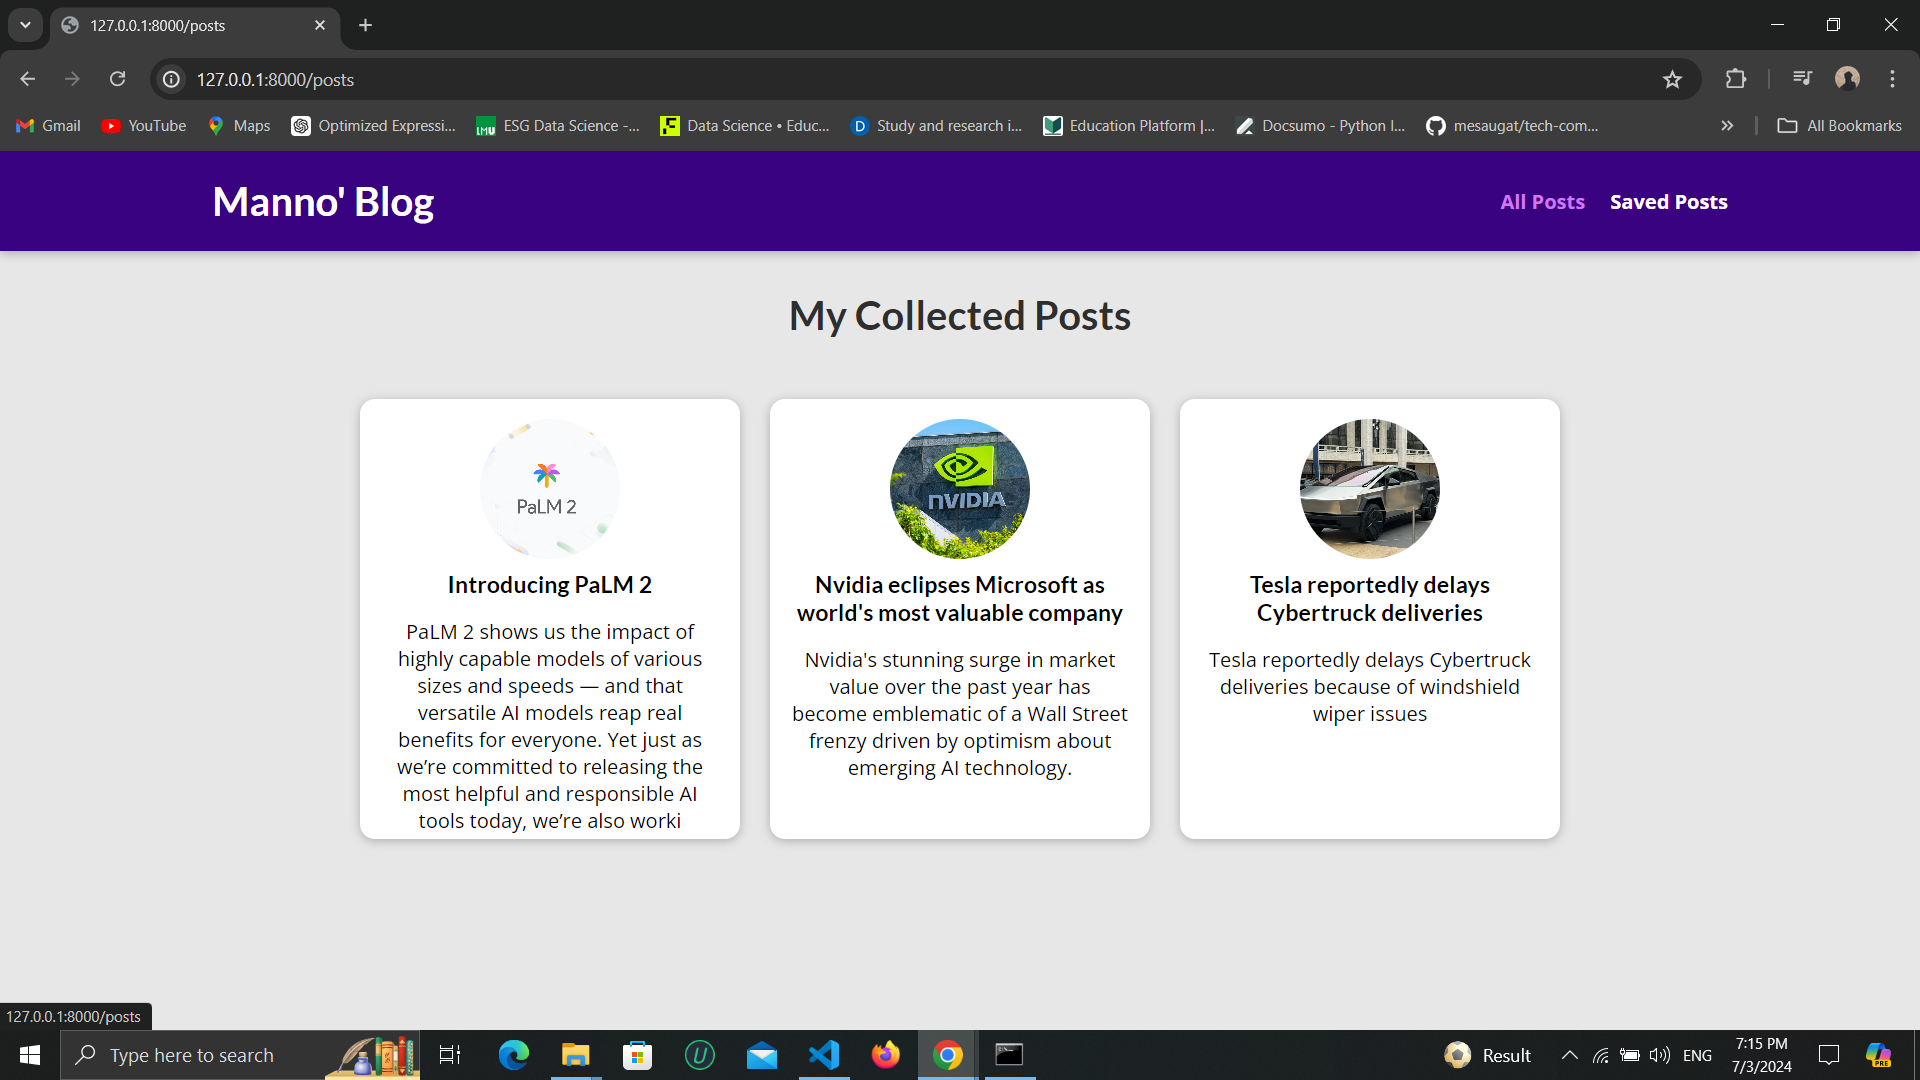 127.0.0.1:8000/posts
127.0.0.1:8000/posts
Gmail
YouTube
Maps
Optimized Expressi...
ESG Data Science -...
Data Science • Educ...
Study and research i...
Education Platform |...
Docsumo - Python I...
mesaugat/tech-com...
All Bookmarks
Manno' Blog
All Posts
Saved Posts
My Collected Posts
PaLM 2
Introducing PaLM 2
PaLM 2 shows us the impact of
highly capable models of various
sizes and speeds — and that
versatile AI models reap real
benefits for everyone. Yet just as
we’re committed to releasing the
most helpful and responsible AI
tools today, we’re also worki
NVIDIA
Nvidia eclipses Microsoft as
world's most valuable company
Nvidia's stunning surge in market
value over the past year has
become emblematic of a Wall Street
frenzy driven by optimism about
emerging AI technology.
Tesla reportedly delays
Cybertruck deliveries
Tesla reportedly delays Cybertruck
deliveries because of windshield
wiper issues
127.0.0.1:8000/posts
Type here to search
Result
ENG
7:15 PM
7/3/2024
PRE